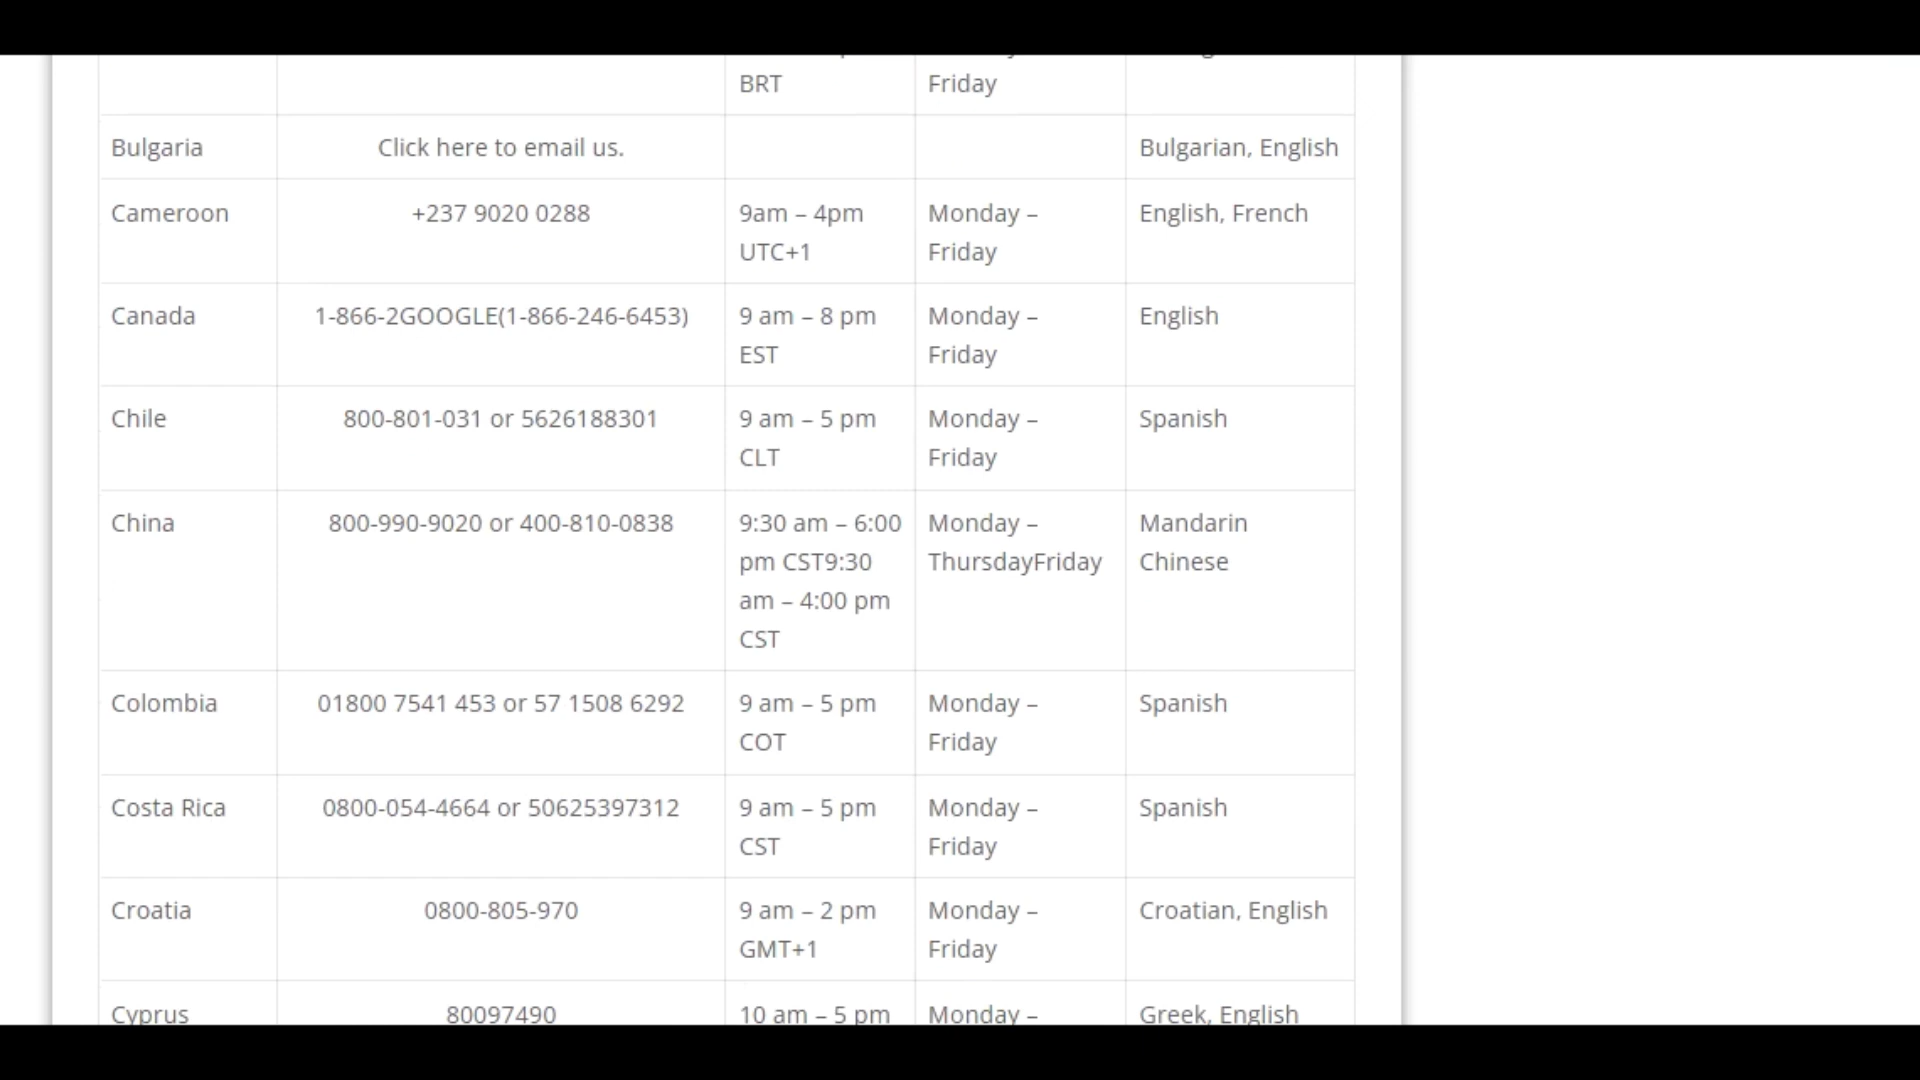 BRT
Friday
Bulgaria
Click here to email us.
Bulgarian, English
Cameroon
+237 9020 0288
9am – 4pm
UTC+1
Monday –
Friday
English, French
Canada
1-866-2GOOGLE(1-866-246-6453)
9 am – 8 pm
EST
Monday –
Friday
English
Chile
800-801-031 or 5626188301
9 am – 5 pm
CLT
Monday –
Friday
Spanish
China
800-990-9020 or 400-810-0838
9:30 am – 6:00
pm CST9:30
am – 4:00 pm
CST
Monday –
ThursdayFriday
Mandarin
Chinese
Colombia
01800 7541 453 or 57 1508 6292
9 am – 5 pm
COT
Monday –
Friday
Spanish
Costa Rica
0800-054-4664 or 50625397312
9 am – 5 pm
CST
Monday –
Friday
Spanish
Croatia
0800-805-970
9 am – 2 pm
GMT+1
Monday –
Friday
Croatian, English
Cyprus
80097490
10 am – 5 pm
Monday –
Greek, English